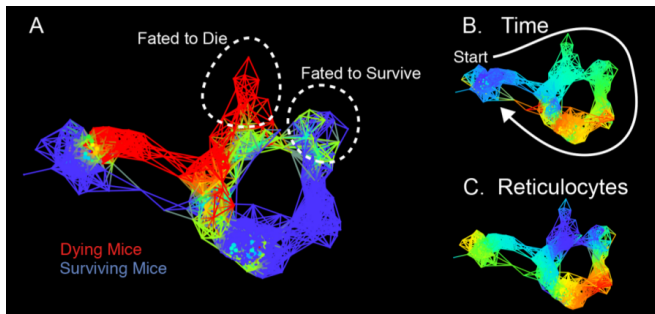 A
Fated to Die
Fated to Survive
Dying Mice
Surviving Mice
B. Time
Start
C. Reticulocytes